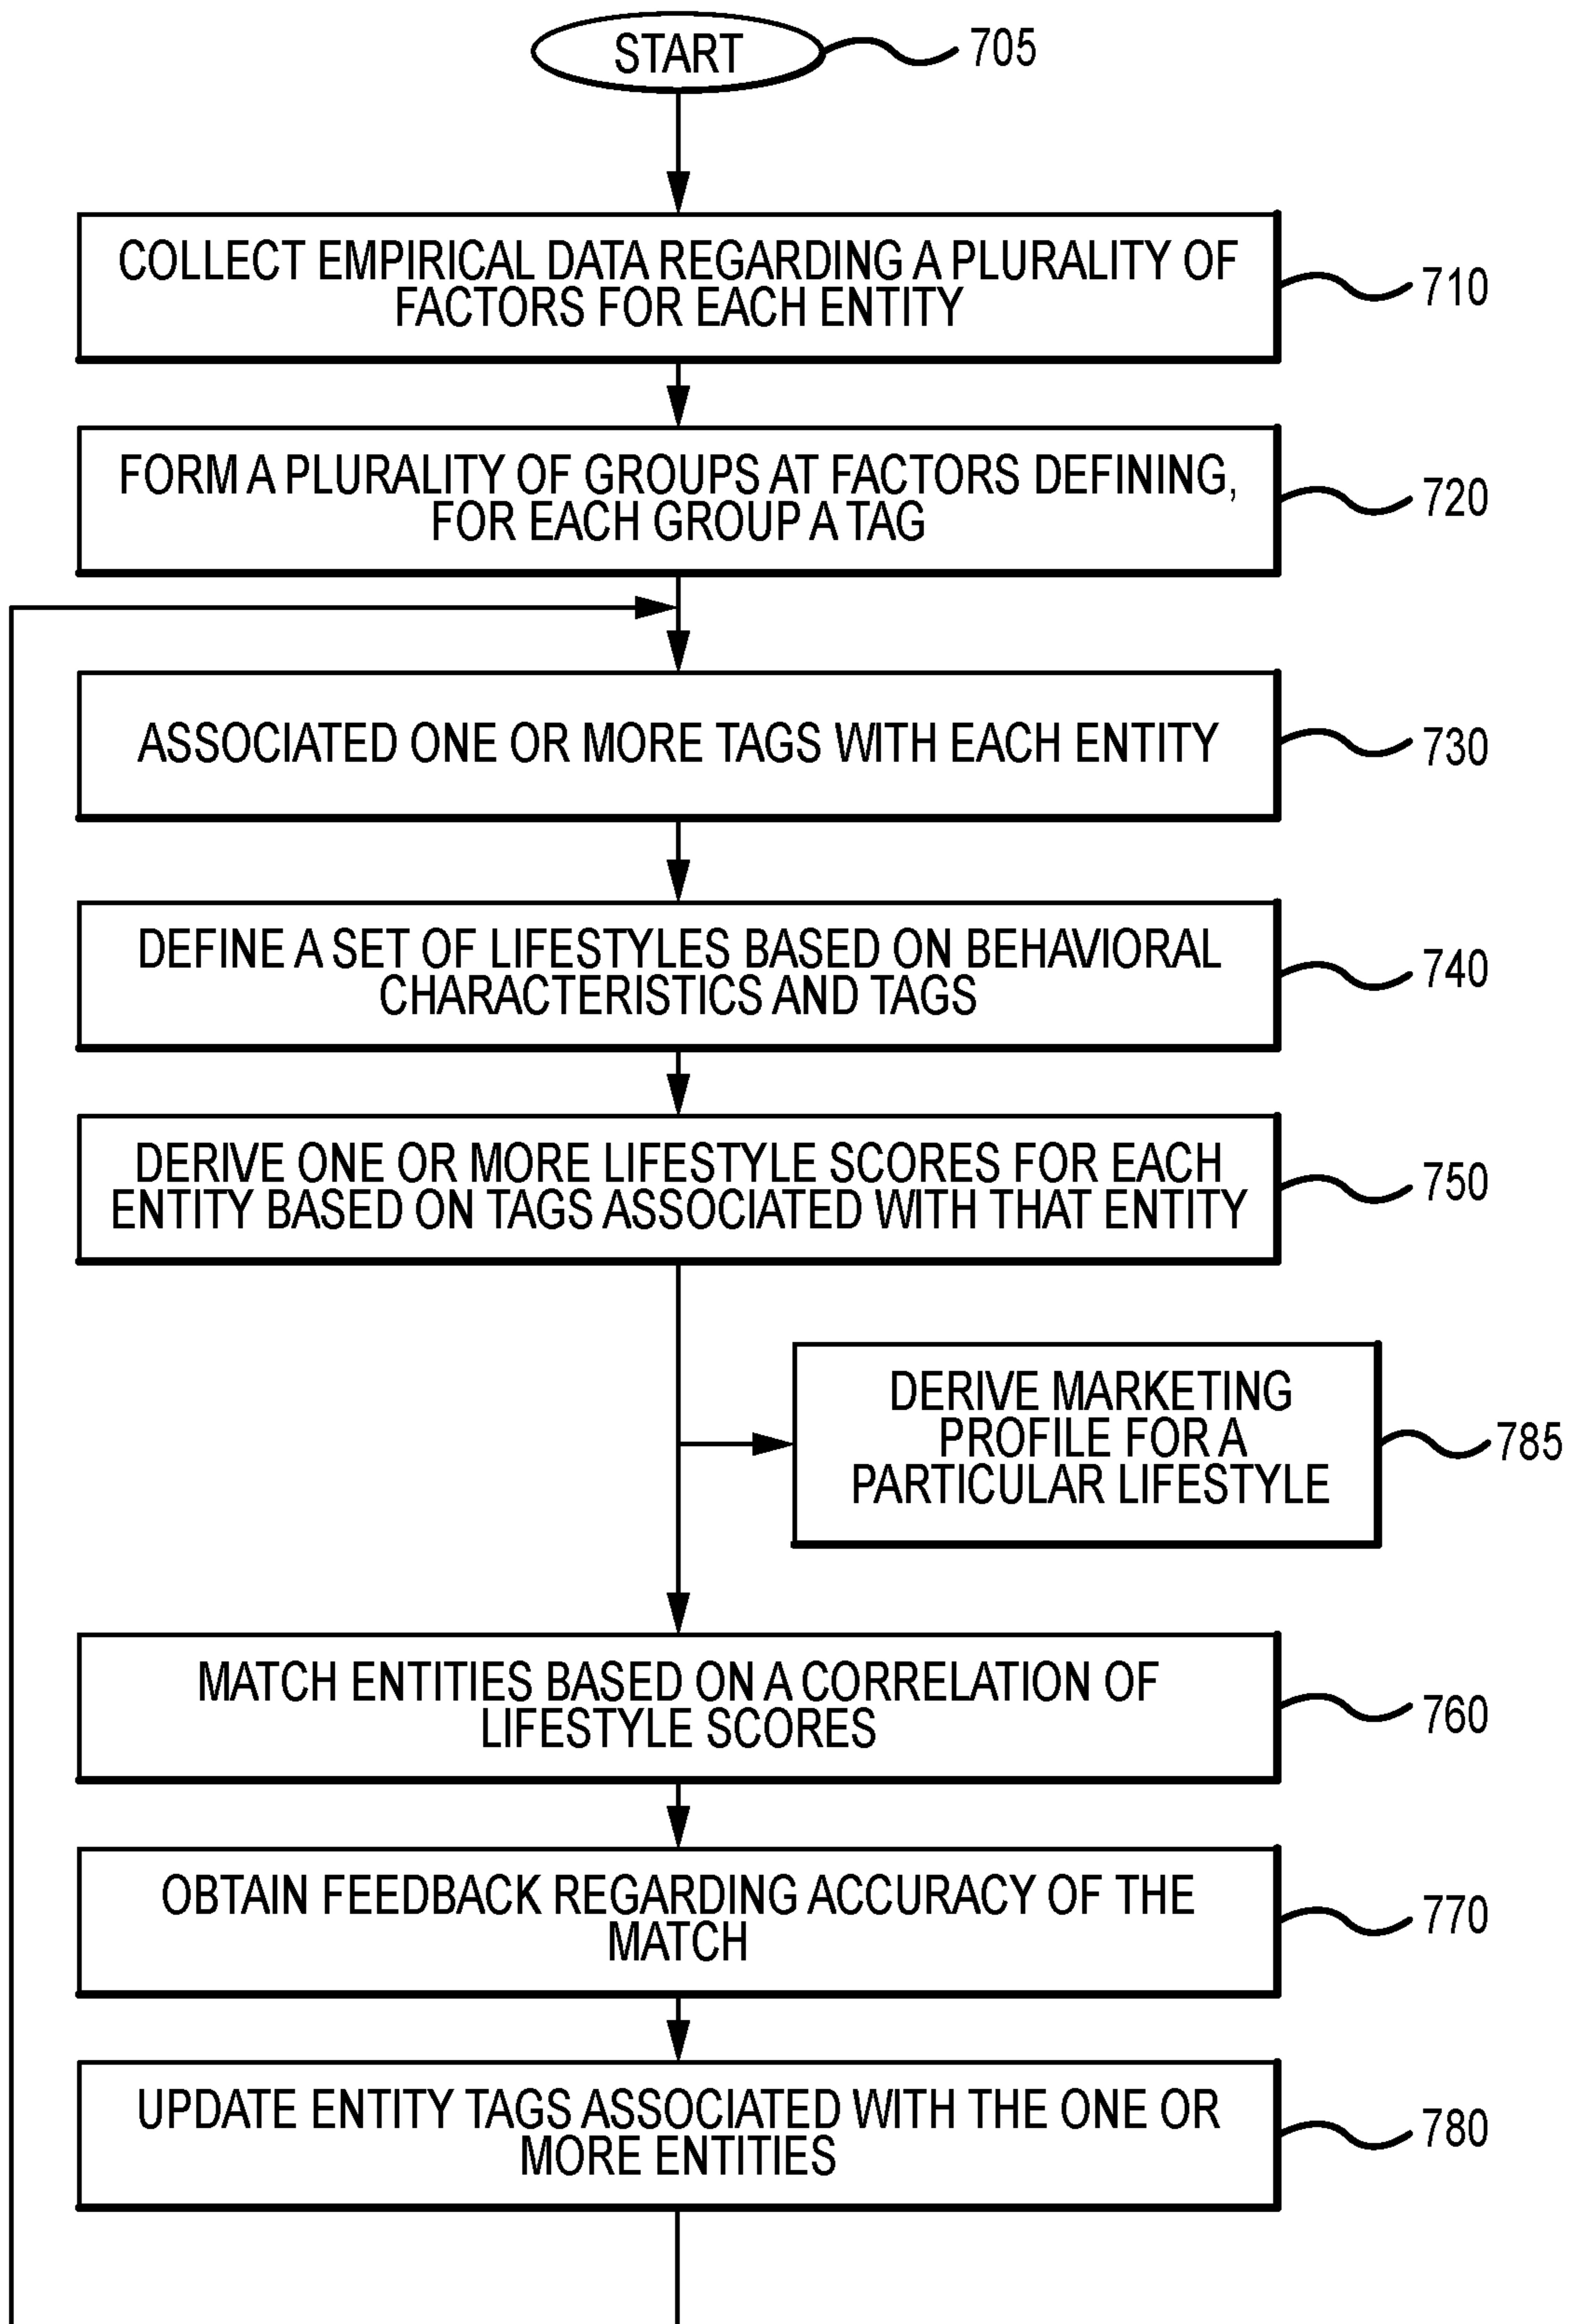 START
705
COLLECT EMPIRICAL DATA REGARDING A PLURALITY OF
FACTORS FOR EACH ENTITY
710
FORM A PLURALITY OF GROUPS AT FACTORS DEFINING,
FOR EACH GROUP A TAG
720
ASSOCIATED ONE OR MORE TAGS WITH EACH ENTITY
730
DEFINE A SET OF LIFESTYLES BASED ON BEHAVIORAL
CHARACTERISTICS AND TAGS
740
DERIVE ONE OR MORE LIFESTYLE SCORES FOR EACH
ENTITY BASED ON TAGS ASSOCIATED WITH THAT ENTITY
750
DERIVE MARKETING
PROFILE FOR A
PARTICULAR LIFESTYLE
785
MATCH ENTITIES BASED ON A CORRELATION OF
LIFESTYLE SCORES
760
OBTAIN FEEDBACK REGARDING ACCURACY OF THE
MATCH
770
UPDATE ENTITY TAGS ASSOCIATED WITH THE ONE OR
MORE ENTITIES
780